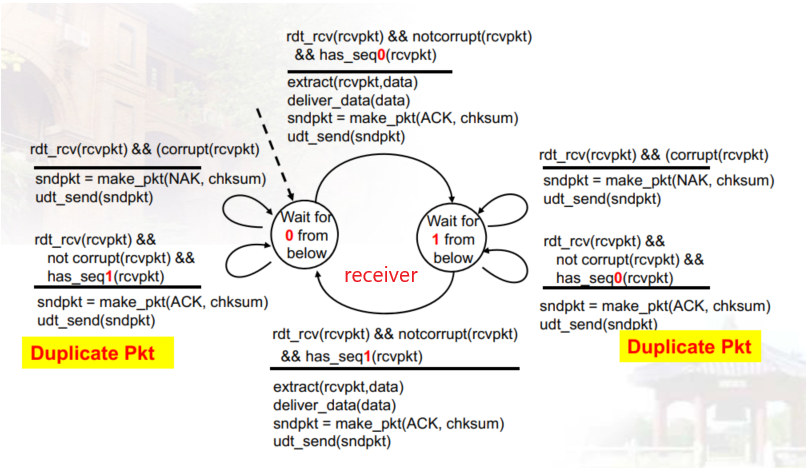 rdt_rcv(rcvpkt) && notcorrupt(rcvpkt)
&& has_seq0(rcvpkt)
extract(rcvpkt,data)
deliver_data(data)
sndpkt = make_pkt(ACK, chksum)
udt_send(sndpkt)
rdt_rcv(rcvpkt) && (corrupt(rcvpkt)
sndpkt = make_pkt(NAK, chksum)
udt_send(sndpkt)
rdt_rcv(rcvpkt) &&
not corrupt(rcvpkt) &&
has_seq1(rcvpkt)
sndpkt = make_pkt(ACK, chksum)
udt_send(sndpkt)
Duplicate Pkt
Wait for
0 from
below
receiver
Wait for
1 from
below
rdt_rcv(rcvpkt) && (corrupt(rcvpkt)
sndpkt = make_pkt(NAK, chksum)
udt_send(sndpkt)
rdt_rcv(rcvpkt) &&
not corrupt(rcvpkt) &&
has_seq0(rcvpkt)
sndpkt = make_pkt(ACK, chksum)
udt_send(sndpkt)
Duplicate Pkt
rdt_rcv(rcvpkt) && notcorrupt(rcvpkt)
&& has_seq1(rcvpkt)
extract(rcvpkt,data)
deliver_data(data)
sndpkt = make_pkt(ACK, chksum)
udt_send(sndpkt)